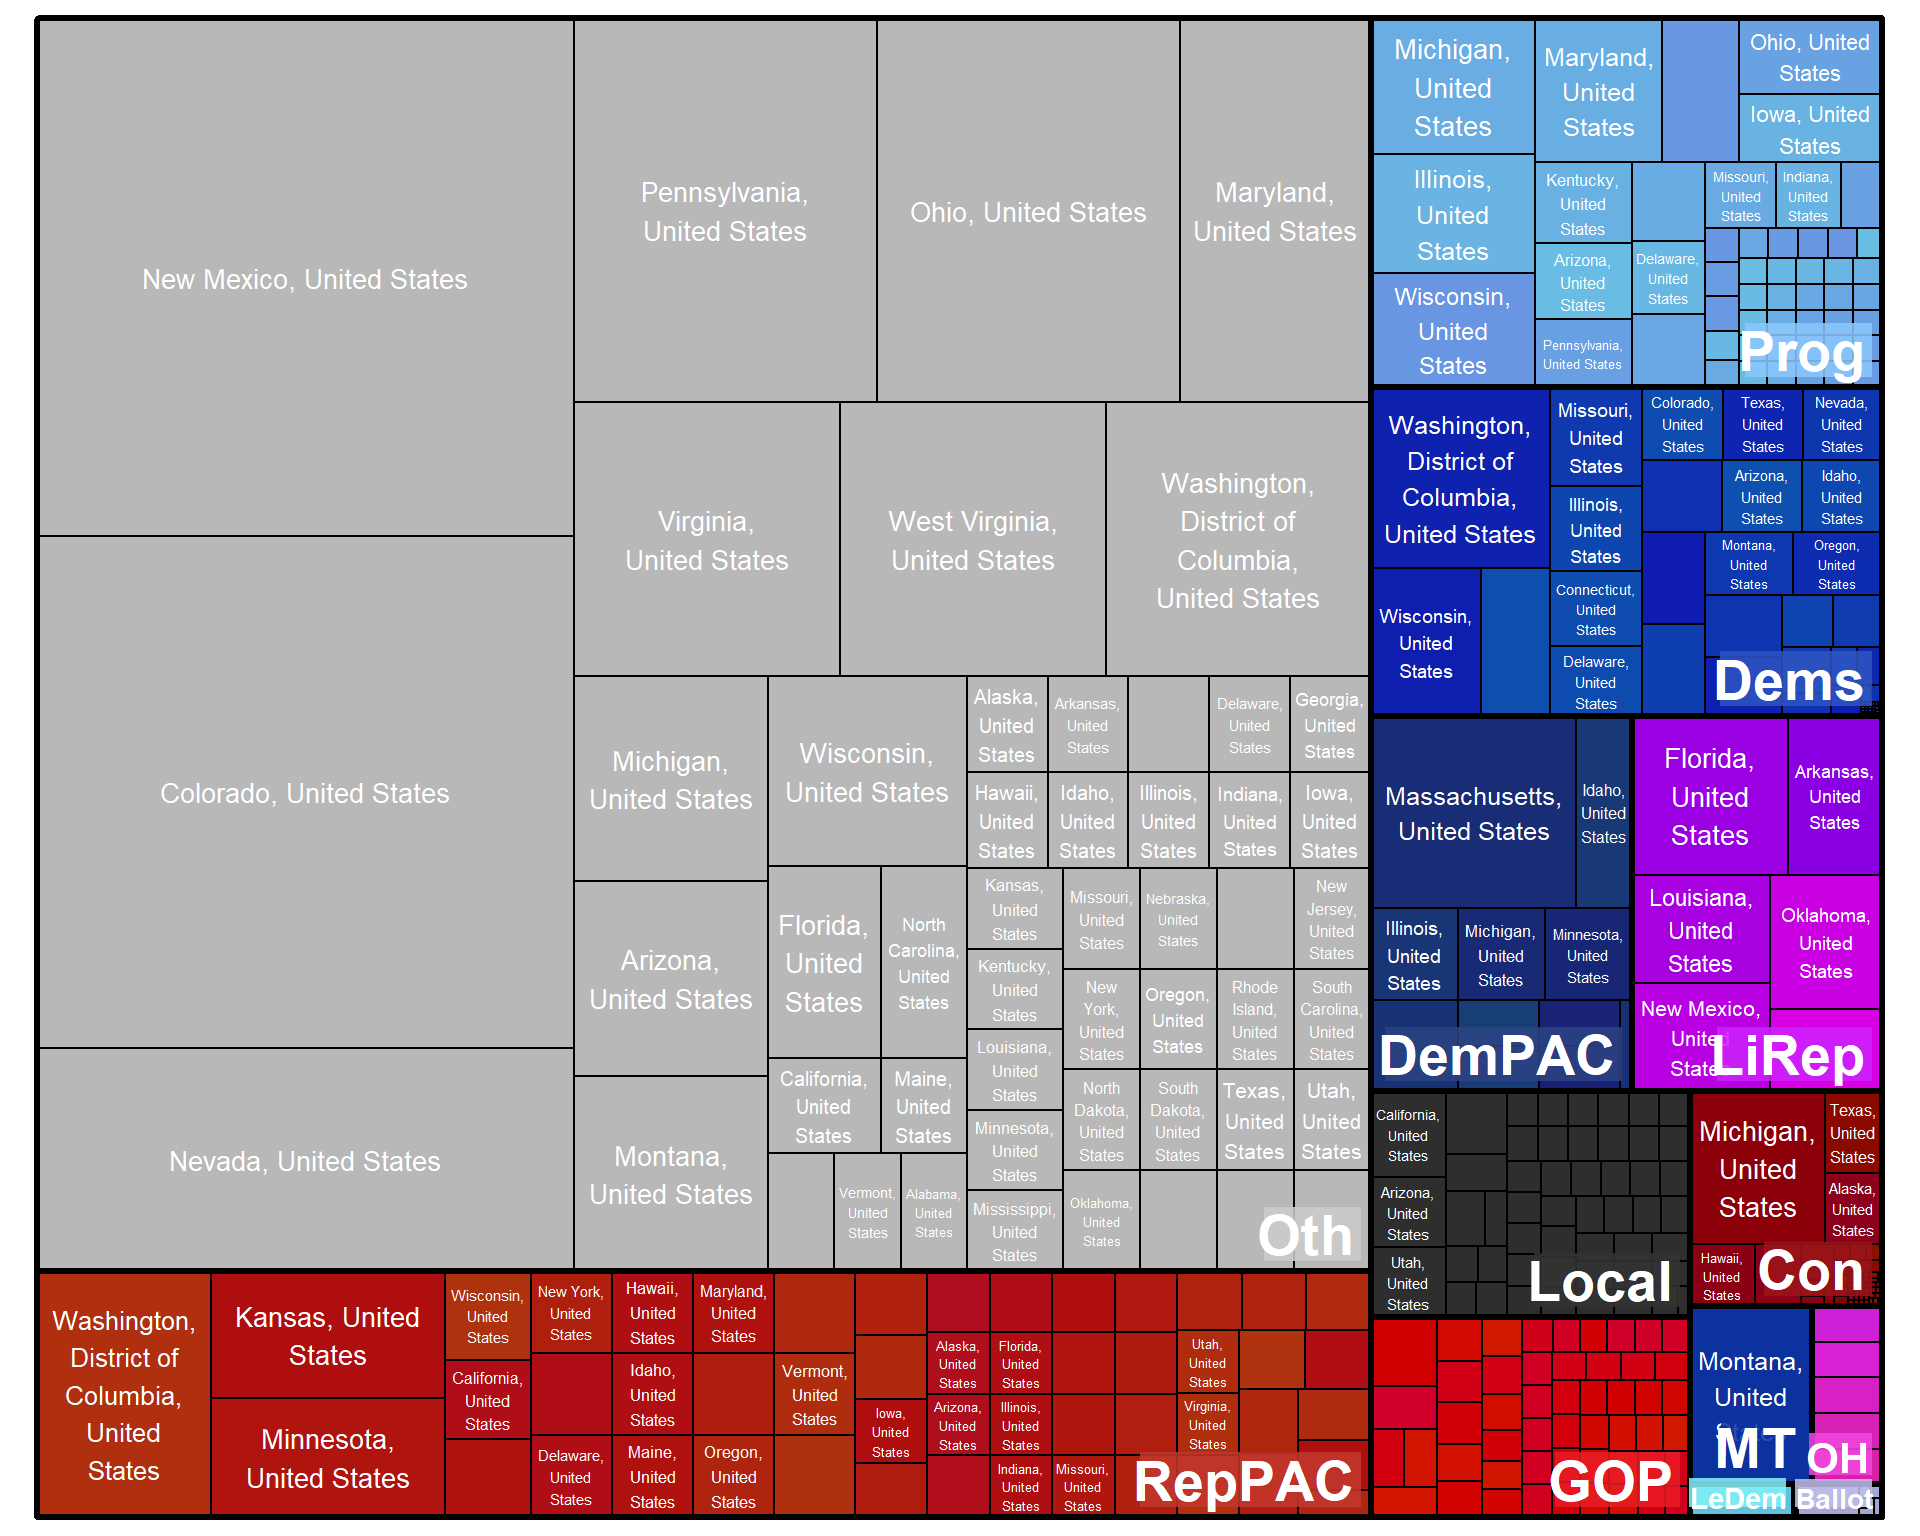 New Mexico, United States
Colorado, United States
Nevada, United States
Pennsylvania,
United States
Ohio, United States
Maryland,
United States
Virginia,
United States
West Virginia,
United States
Washington,
District of
Columbia,
United States
Michigan,
United States
Arizona,
United States
Montana,
United States
Wisconsin,
United States
Florida,
United
States
North
Carolina,
United
States
California,
United
States
Maine,
United
States
Vermont,
United
States
Alabama,
United
States
Alaska,
United
States
Arkansas,
United
States
Delaware,
United
States
Georgia,
United
States
Hawaii,
United
States
Idaho,
United
States
Illinois,
United
States
Indiana,
United
States
Iowa,
United
States
Kansas,
United
States
Kentucky,
United
States
Louisiana,
United
States
Minnesota,
United
States
Mississippi,
United
States
Missouri,
United
States
Nebraska,
United
States
New
Jersey,
United
States
New
York,
United
States
Oregon,
United
States
Rhode
Island,
United
States
South
Carolina,
United
States
North
Dakota,
United
States
South
Dakota,
United
States
Texas,
United
States
Utah,
United
States
Oklahoma,
United
States
Oth
Washington,
District of
Columbia,
United
States
Kansas, United
States
Minnesota,
United States
Wisconsin,
United
States
California,
United
States
New York,
United
States
Delaware,
United
States
Hawaii,
United
States
Idaho,
United
States
Maine,
United
States
Maryland,
United
States
Oregon,
United
States
Vermont,
United
States
Iowa,
United
States
Alaska,
United
States
Arizona,
United
States
Florida,
United
States
Illinois,
United
States
Indiana,
United
States
Missouri,
United
States
Utah,
United
States
Virginia,
United
States
RepPAC
Michigan,
United
States
Illinois,
United
States
Wisconsin,
United
States
Maryland,
United
States
Ohio, United
States
Iowa, United
States
Kentucky,
United
States
Arizona,
United
States
Pennsylvania,
United States
Delaware,
United
States
Missouri,
United
States
Indiana,
United
States
Prog
Washington,
District of
Columbia,
United States
Wisconsin,
United
States
Missouri,
United
States
Illinois,
United
States
Connecticut,
United
States
Delaware,
United
States
Colorado,
United
States
Texas,
United
States
Nevada,
United
States
Arizona,
United
States
Idaho,
United
States
Montana,
United
States
Oregon,
United
States
Dems
Massachusetts,
United States
Idaho,
United
States
Illinois,
United
States
Michigan,
United
States
Minnesota,
United
States
DemPAC
Florida,
United
States
Arkansas,
United
States
Louisiana,
United
States
Oklahoma,
United
States
New Mexico,
United
States
LiRep
California,
United
States
Arizona,
United
States
Utah,
United
States
Local
Michigan,
United
States
Texas,
United
States
Alaska,
United
States
Hawaii,
United
States
Con
GOP
Montana,
United
States
MT
OH
LeDem
Ballot